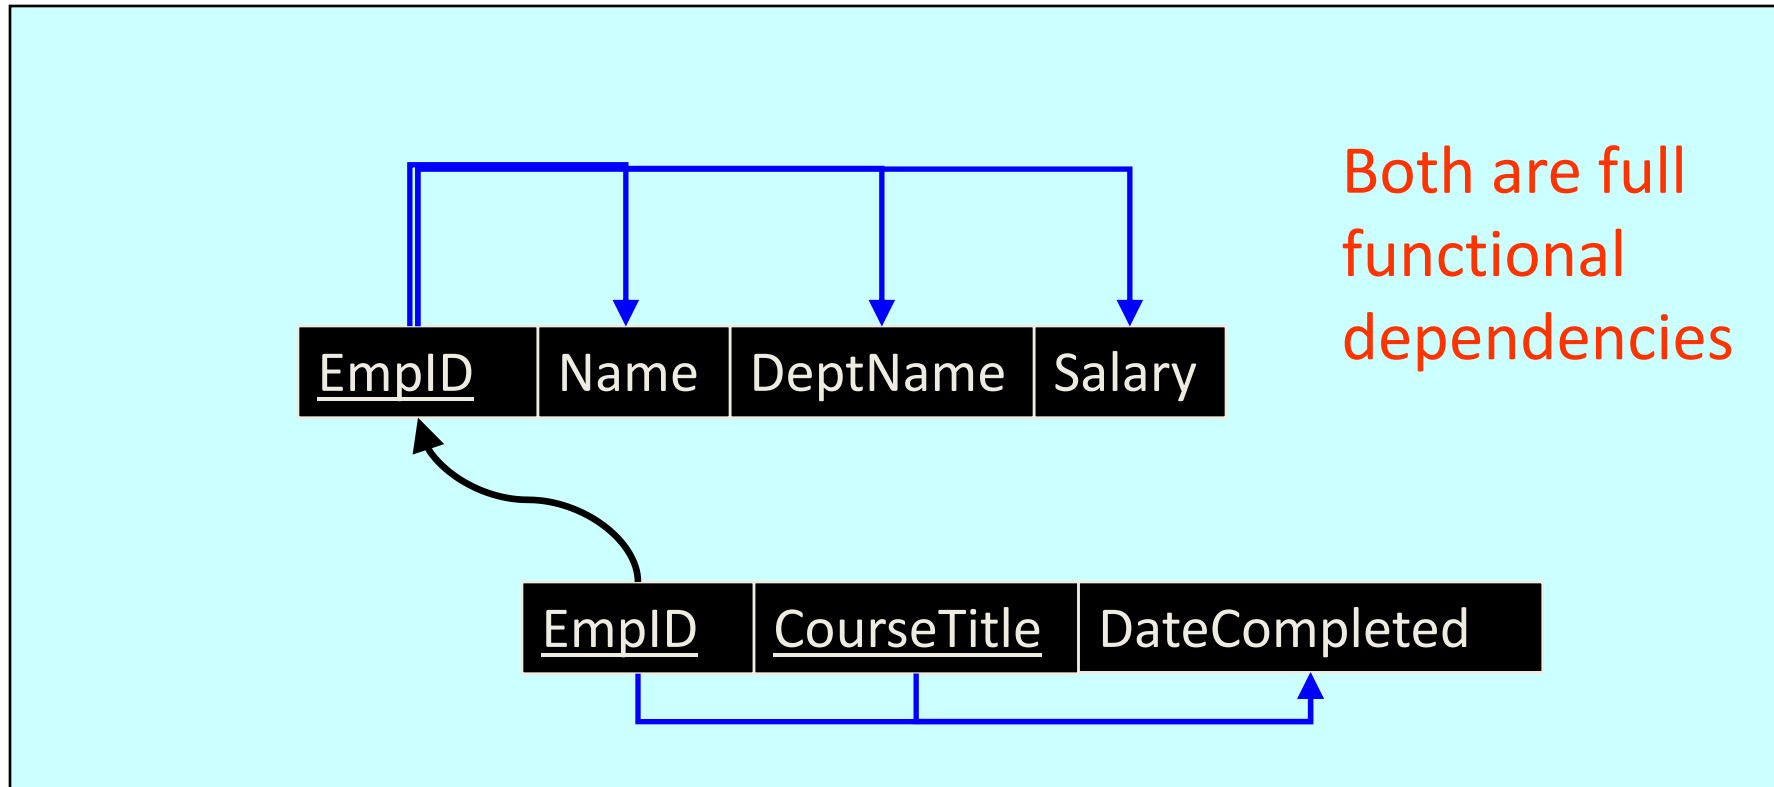 Both are full
functional
dependencies
EmpID Name DeptName Salary
EmpID CourseTitle DateCompleted